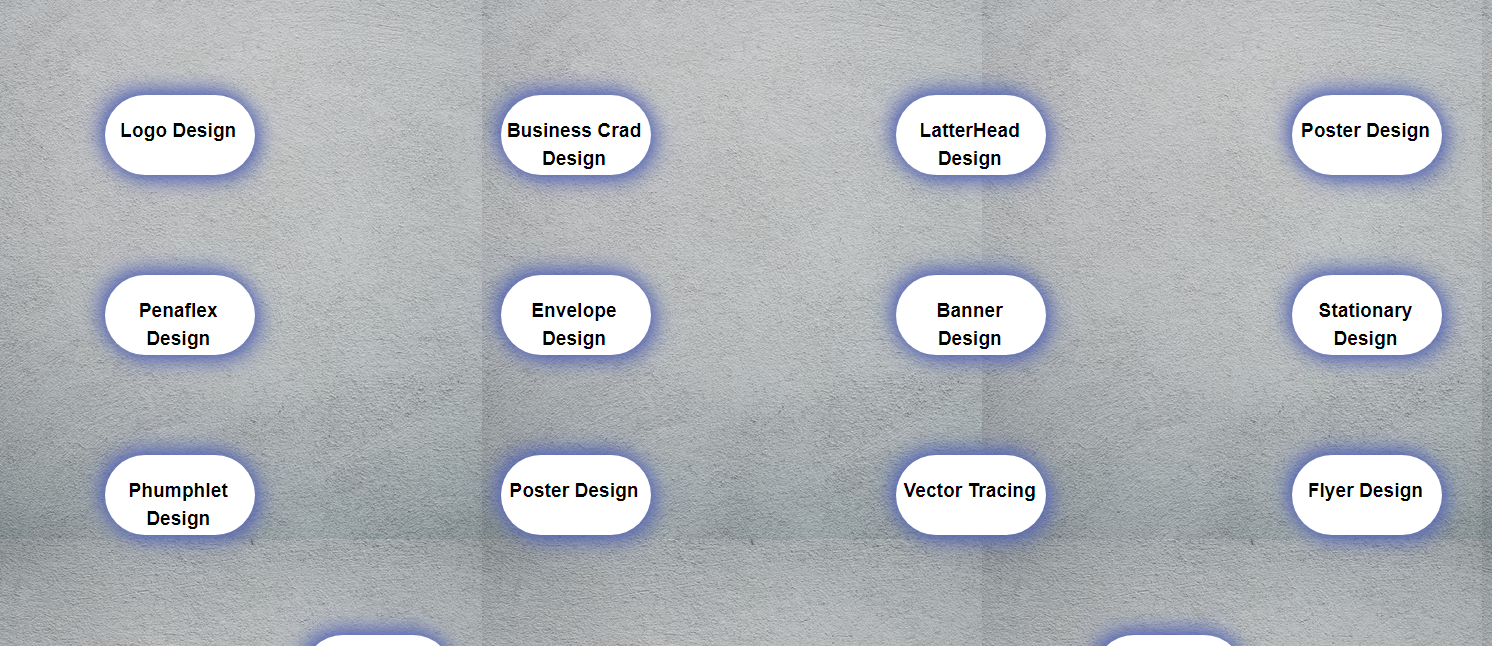 Logo Design
Business Crad
Design
LatterHead
Design
Poster Design
Penaflex
Design
Envelope
Design
Banner
Design
Stationary
Design
Phumphlet
Design
Poster Design
Vector Tracing
Flyer Design